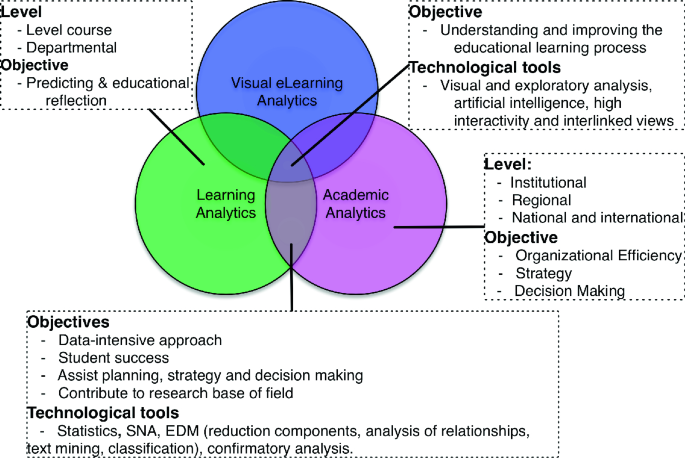 Level
- Level course
- Departmental
Objective
- Predicting & educational
reflection
Objective
- Understanding and improving the
educational learning process
Technological tools
- Visual and exploratory analysis,
artificial intelligence, high
interactivity and interlinked views
Visual eLearning
Analytics
Learning
Analytics
Academic
Analytics
Level:
- Institutional
- Regional
- National and international
Objective
- Organizational Efficiency
- Strategy
- Decision Making
Objectives
- Data-intensive approach
- Student success
- Assist planning, strategy and decision making
- Contribute to research base of field
Technological tools
- Statistics, SNA, EDM (reduction components, analysis of relationships,
text mining, classification), confirmatory analysis.